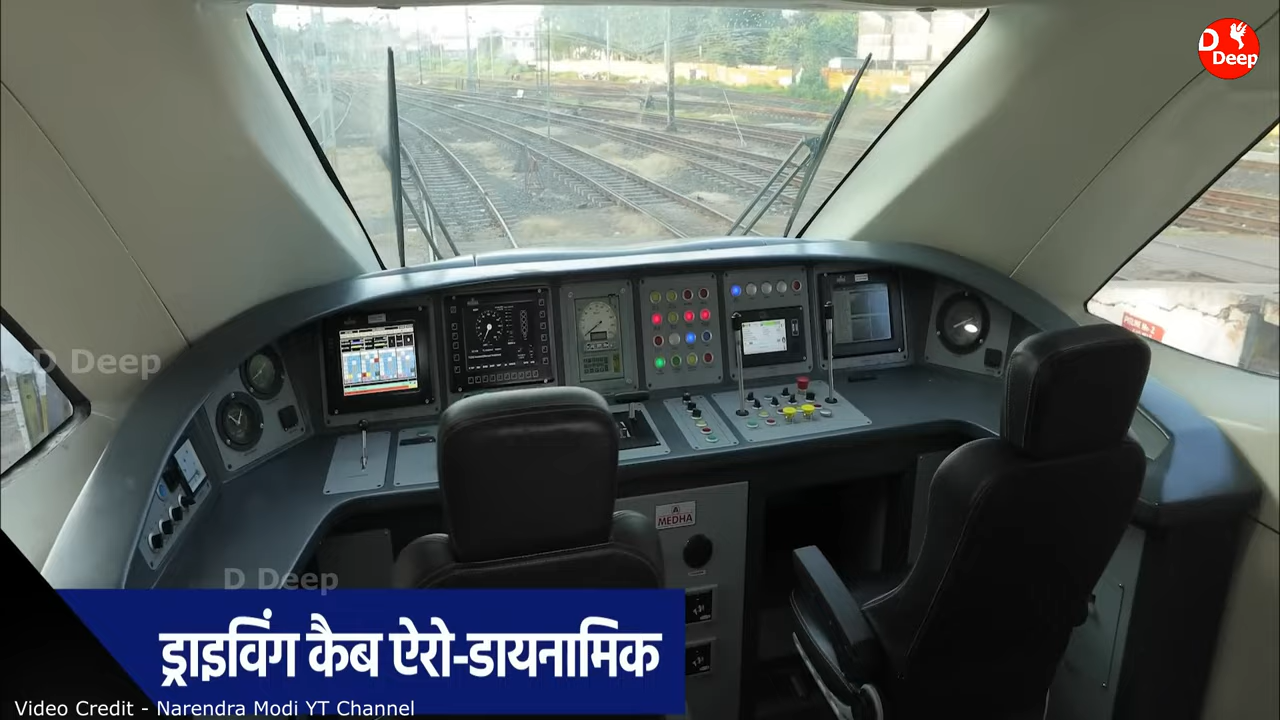 D
Deep
D Deep
MEDHA
D Deep
ड्राइविंग कैब ऐरो-डायनामिक
Video Credit - Narendra Modi YT Channel